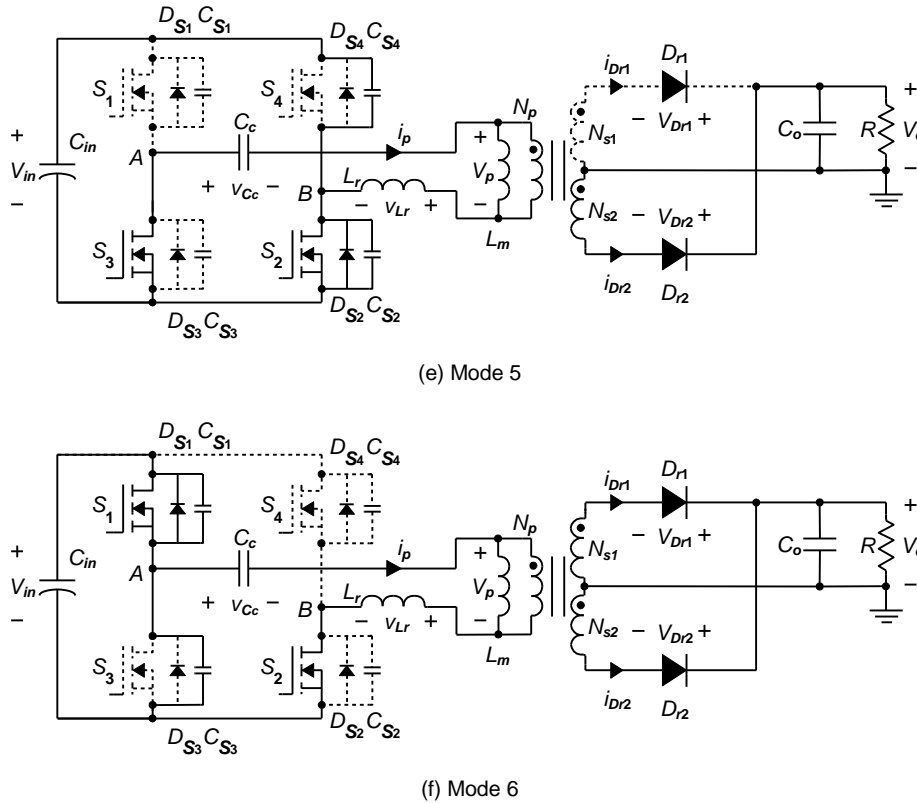 D_S1 C_S1
D_S4 C_S4
S_1
S_4
+
V_in
−
C_in
A
C_c
+ v_Cc −
i_p
B
L_r
− v_Lr +
S_3
S_2
D_S3 C_S3
D_S2 C_S2
+
V_p
−
L_m
N_p
N_s1
N_s2
i_Dr1
D_r1
− V_Dr1 +
− V_Dr2 +
i_Dr2
D_r2
C_o
R
+
−
(e) Mode 5
D_S1 C_S1
D_S4 C_S4
S_1
S_4
+
V_in
−
C_in
A
C_c
+ v_Cc −
i_p
B
L_r
− v_Lr +
S_3
S_2
D_S3 C_S3
D_S2 C_S2
+
V_p
−
L_m
N_p
N_s1
N_s2
i_Dr1
D_r1
− V_Dr1 +
− V_Dr2 +
i_Dr2
D_r2
C_o
R
+
−
(f) Mode 6